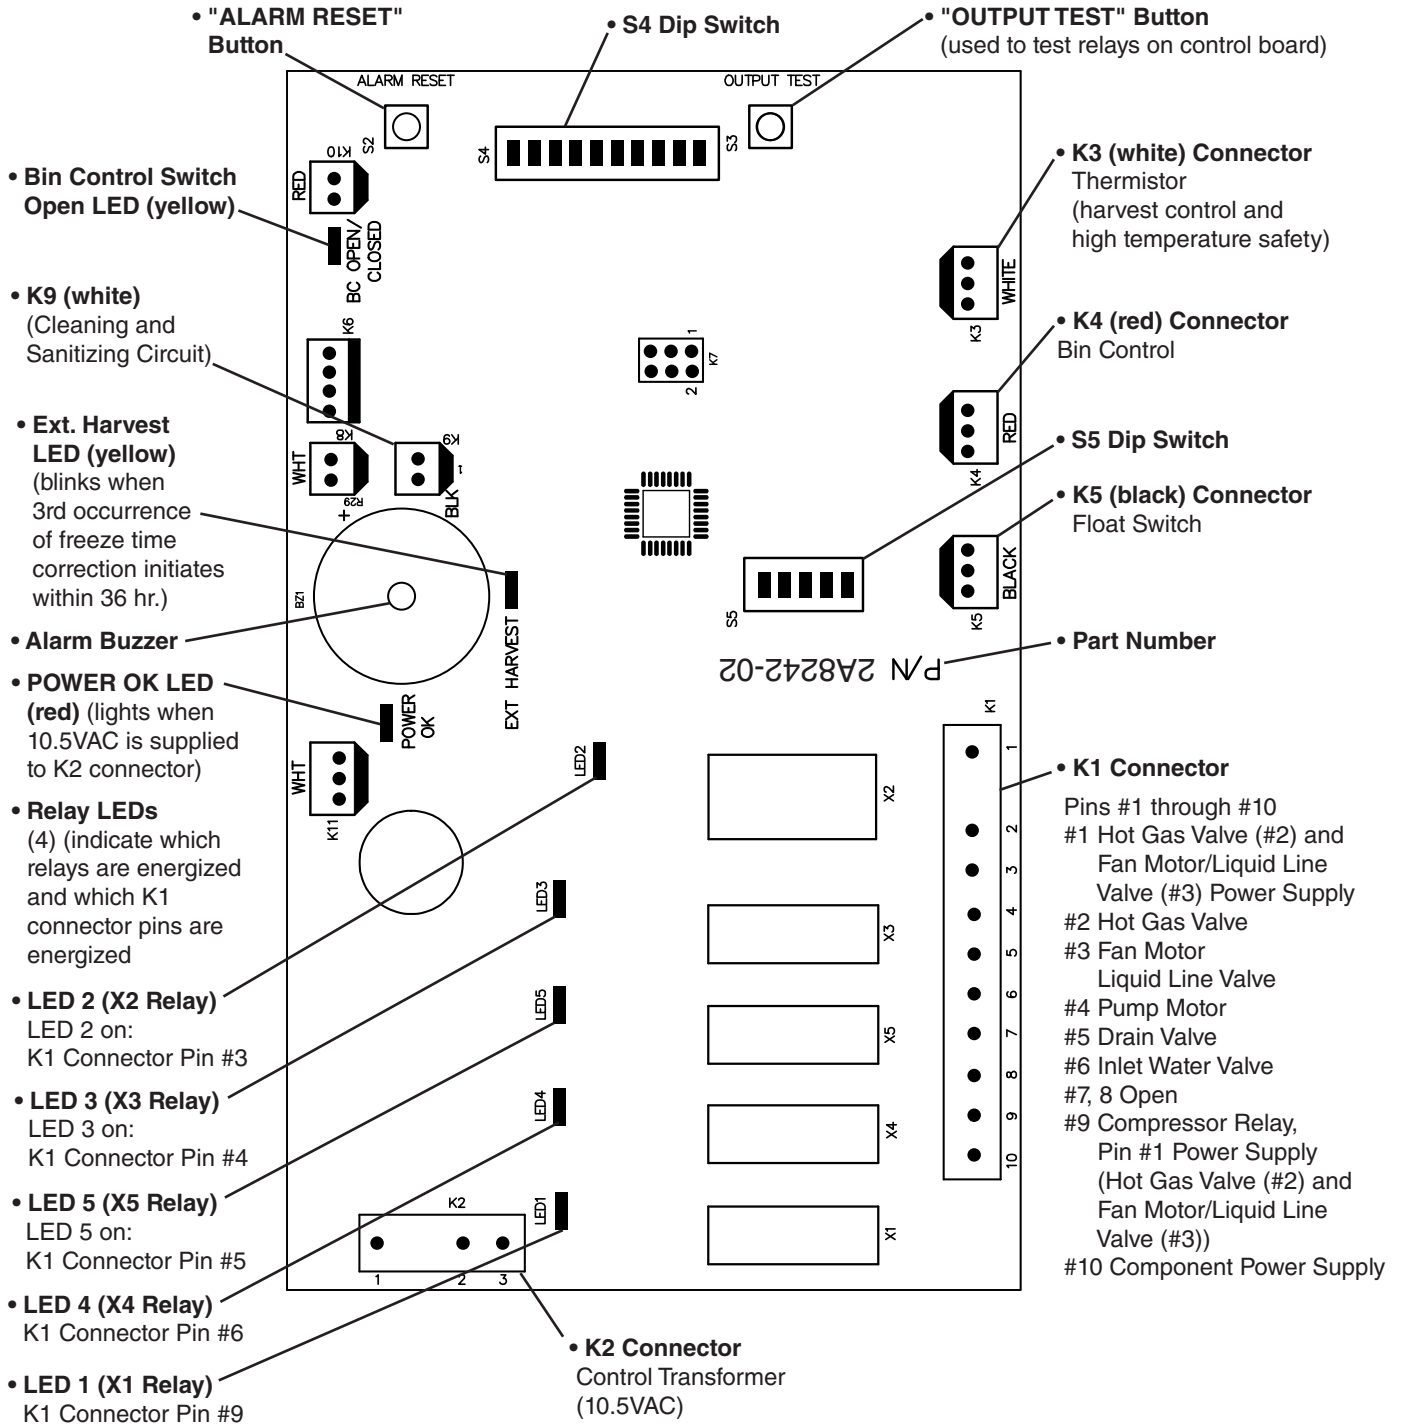 • "ALARM RESET"
Button
• S4 Dip Switch
• "OUTPUT TEST" Button
(used to test relays on control board)
ALARM RESET
OUTPUT TEST
S2
S4
S3
K10
RED
• Bin Control Switch
Open LED (yellow)
BC OPEN/
CLOSED
• K3 (white) Connector
Thermistor
(harvest control and
high temperature safety)
WHITE
K3
• K9 (white)
(Cleaning and
Sanitizing Circuit)
K6
1
K7
2
• K4 (red) Connector
Bin Control
RED
K4
• Ext. Harvest
LED (yellow)
(blinks when
3rd occurrence
of freeze time
correction initiates
within 36 hr.)
K8
WHT
R29
+
K9
1
BLK
• S5 Dip Switch
• K5 (black) Connector
Float Switch
BLACK
K5
BZ1
S5
EXT HARVEST
• Alarm Buzzer
• Part Number
P/N 2A8242-02
• POWER OK LED
(red) (lights when
10.5VAC is supplied
to K2 connector)
POWER
OK
WHT
K11
K1
1
2
3
4
5
6
7
8
9
10
• K1 Connector
Pins #1 through #10
#1 Hot Gas Valve (#2) and
Fan Motor/Liquid Line
Valve (#3) Power Supply
#2 Hot Gas Valve
#3 Fan Motor
Liquid Line Valve
#4 Pump Motor
#5 Drain Valve
#6 Inlet Water Valve
#7, 8 Open
#9 Compressor Relay,
Pin #1 Power Supply
(Hot Gas Valve (#2) and
Fan Motor/Liquid Line
Valve (#3))
#10 Component Power Supply
• Relay LEDs
(4) (indicate which
relays are energized
and which K1
connector pins are
energized
LED2
X2
LED3
X3
LED5
X5
LED4
X4
LED1
X1
• LED 2 (X2 Relay)
LED 2 on:
K1 Connector Pin #3
• LED 3 (X3 Relay)
LED 3 on:
K1 Connector Pin #4
• LED 5 (X5 Relay)
LED 5 on:
K1 Connector Pin #5
• LED 4 (X4 Relay)
K1 Connector Pin #6
• LED 1 (X1 Relay)
K1 Connector Pin #9
K2
1 2 3
• K2 Connector
Control Transformer
(10.5VAC)